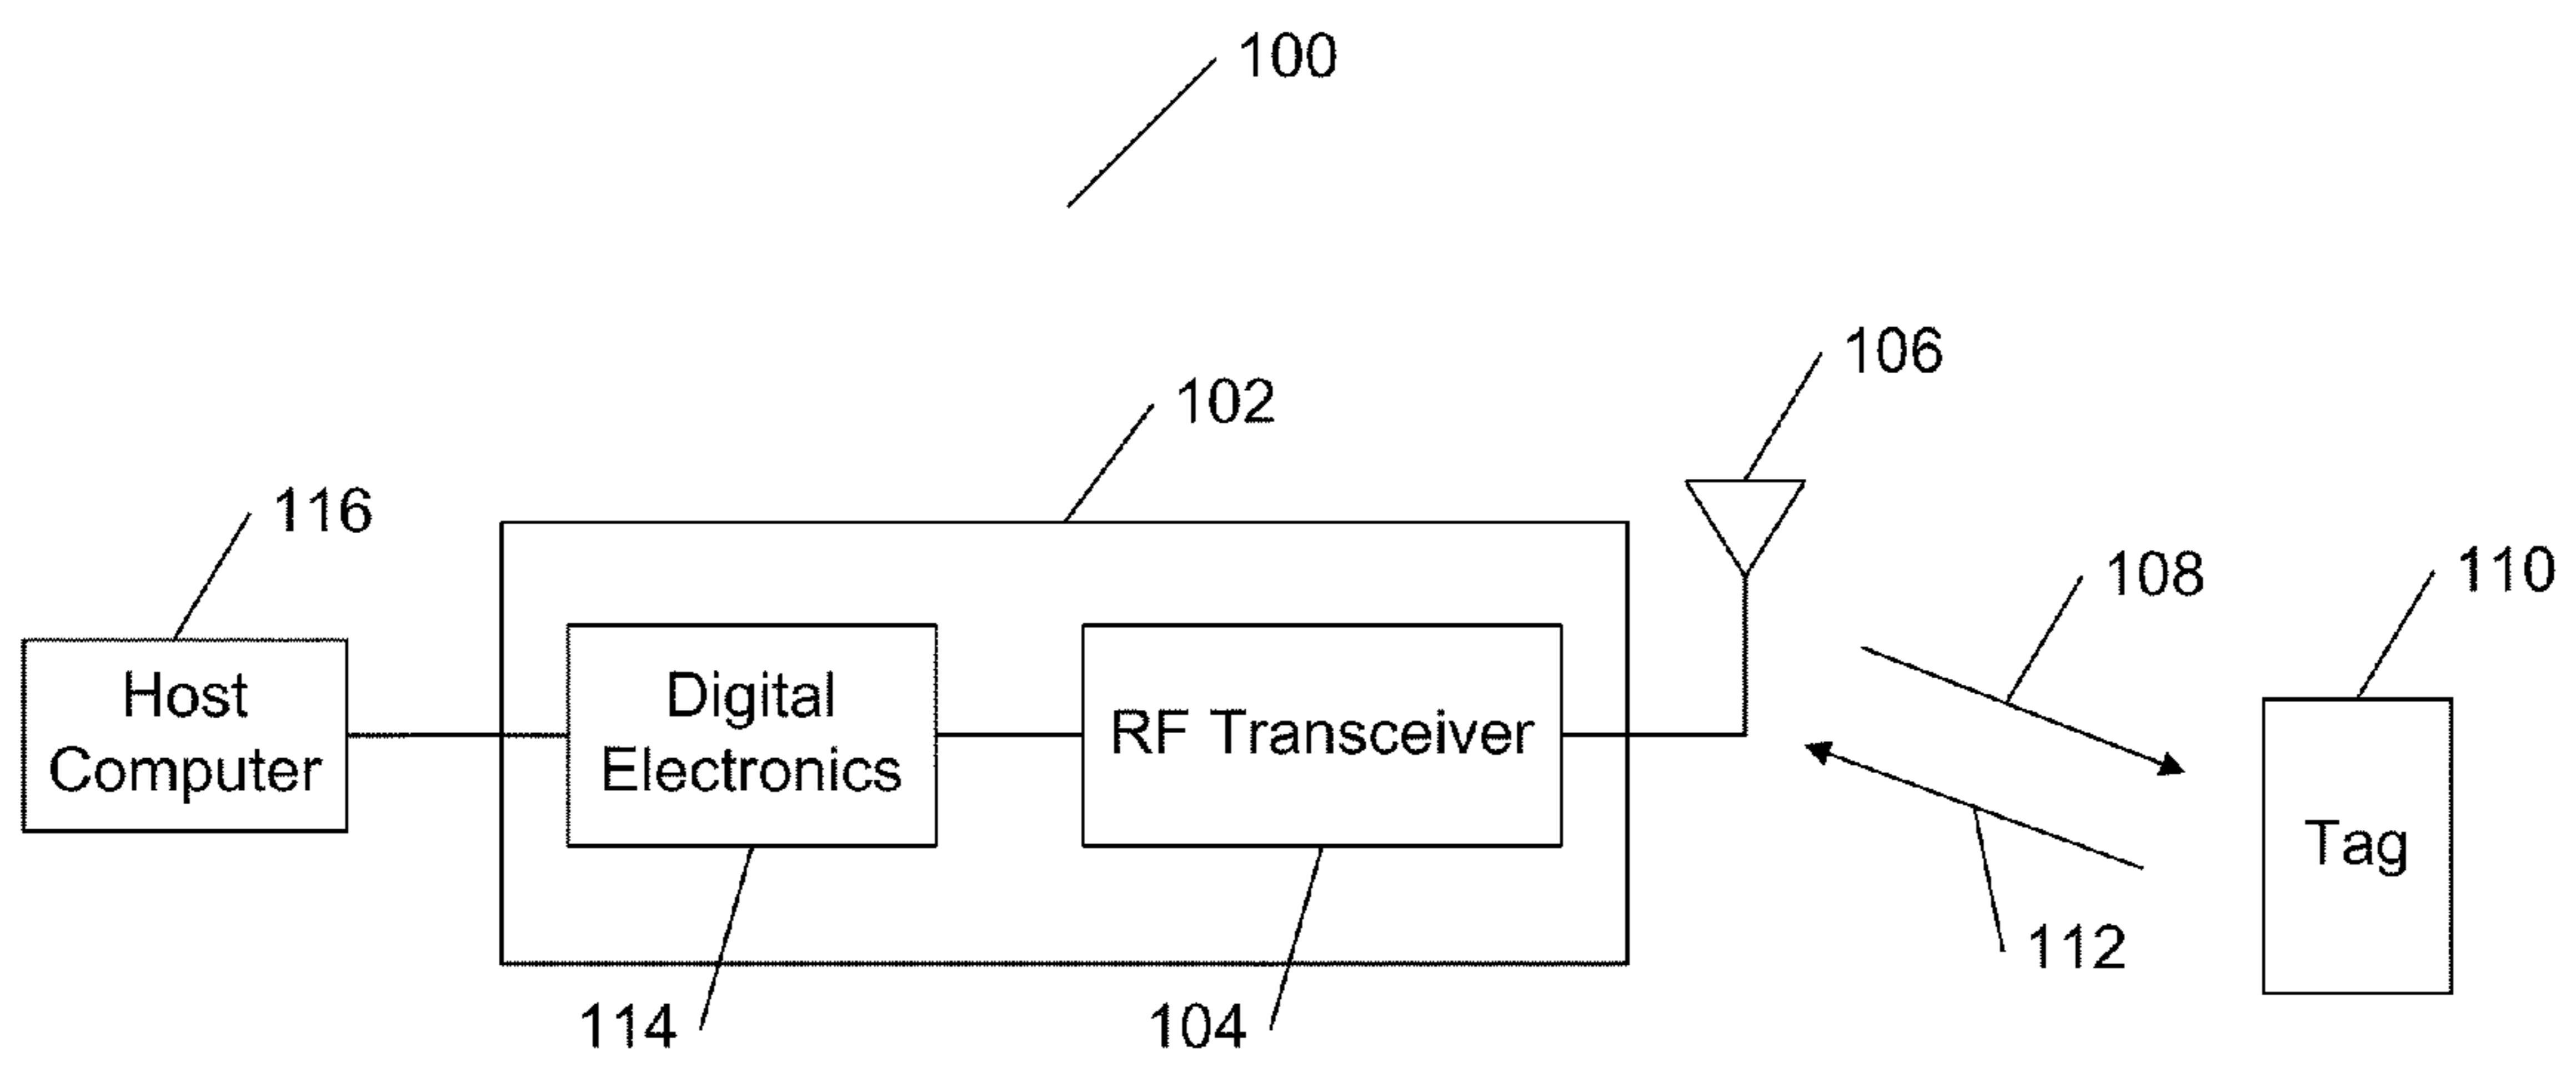 100
106
102
116
108
110
Host
Computer
Digital
Electronics
RF Transceiver
Tag
112
114
104